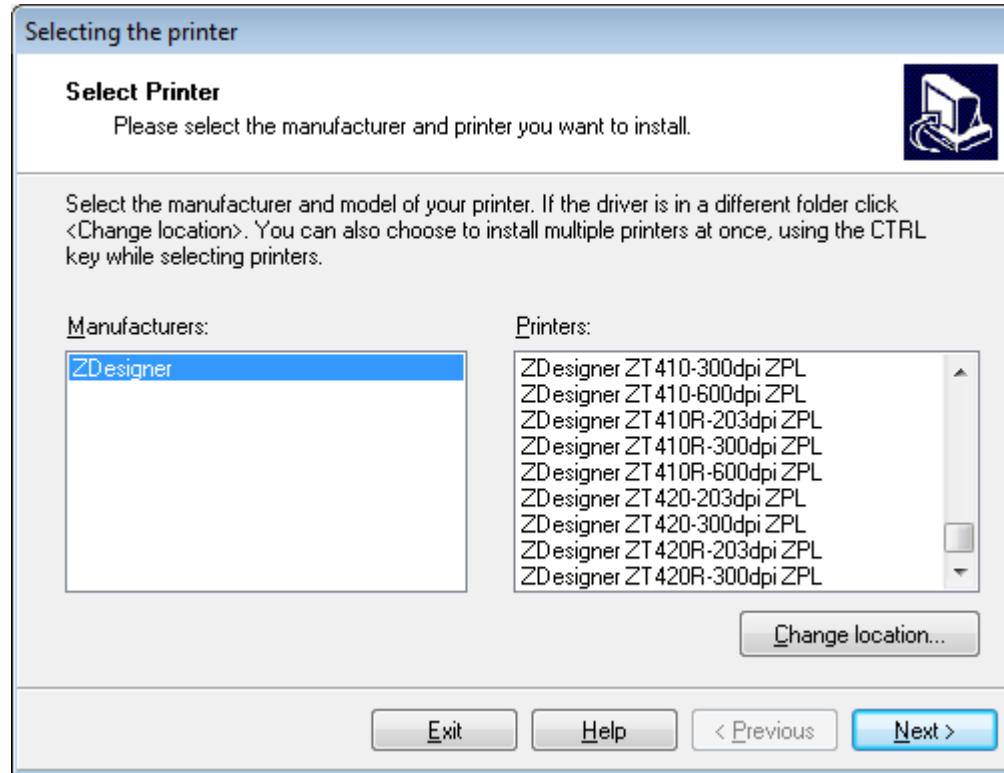 Selecting the printer
Select Printer
Please select the manufacturer and printer you want to install.
Select the manufacturer and model of your printer. If the driver is in a different folder click
<Change location>. You can also choose to install multiple printers at once, using the CTRL
key while selecting printers.
Manufacturers:
ZDesigner
Printers:
ZDesigner ZT410-300dpi ZPL
ZDesigner ZT410-600dpi ZPL
ZDesigner ZT410R-203dpi ZPL
ZDesigner ZT410R-300dpi ZPL
ZDesigner ZT410R-600dpi ZPL
ZDesigner ZT420-203dpi ZPL
ZDesigner ZT420-300dpi ZPL
ZDesigner ZT420R-203dpi ZPL
ZDesigner ZT420R-300dpi ZPL
Change location...
Exit
Help
< Previous
Next >